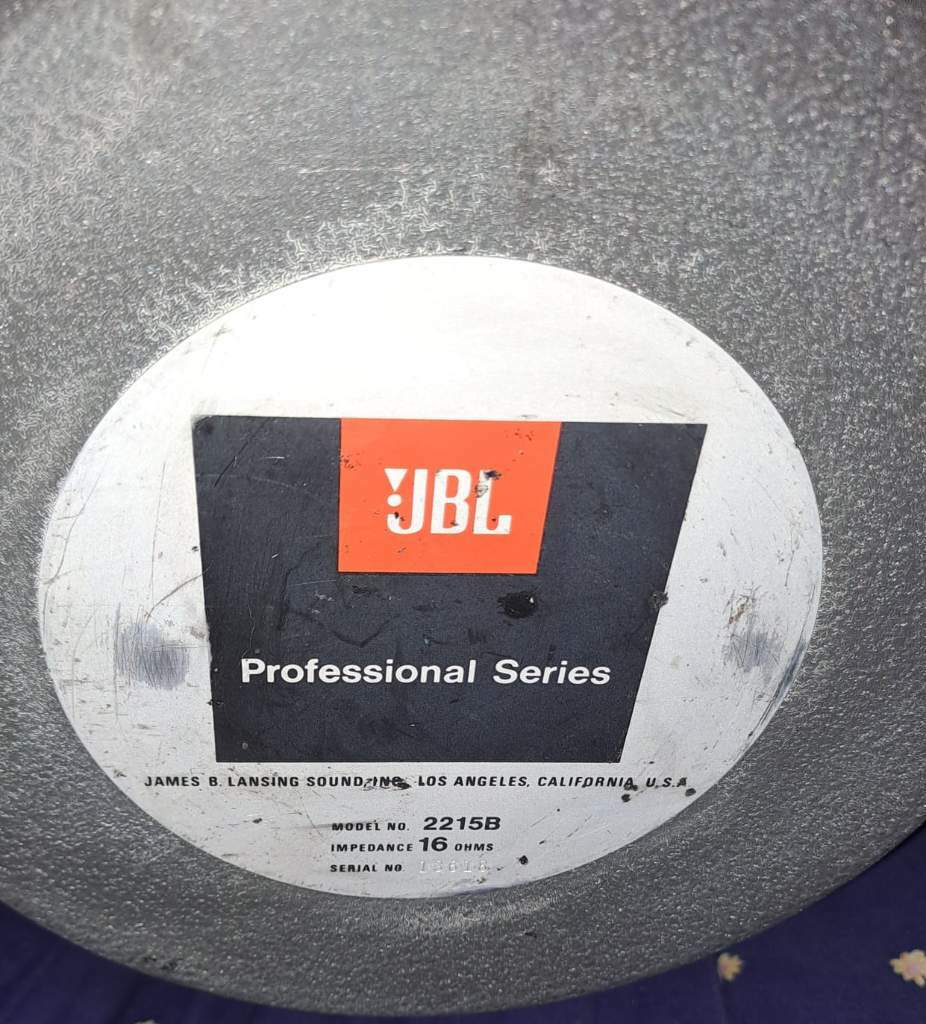 JBL
Professional Series
JAMES B. LANSING SOUND, INC. LOS ANGELES, CALIFORNIA, U.S.A.
MODEL NO. 2215B
IMPEDANCE 16 OHMS
SERIAL NO.